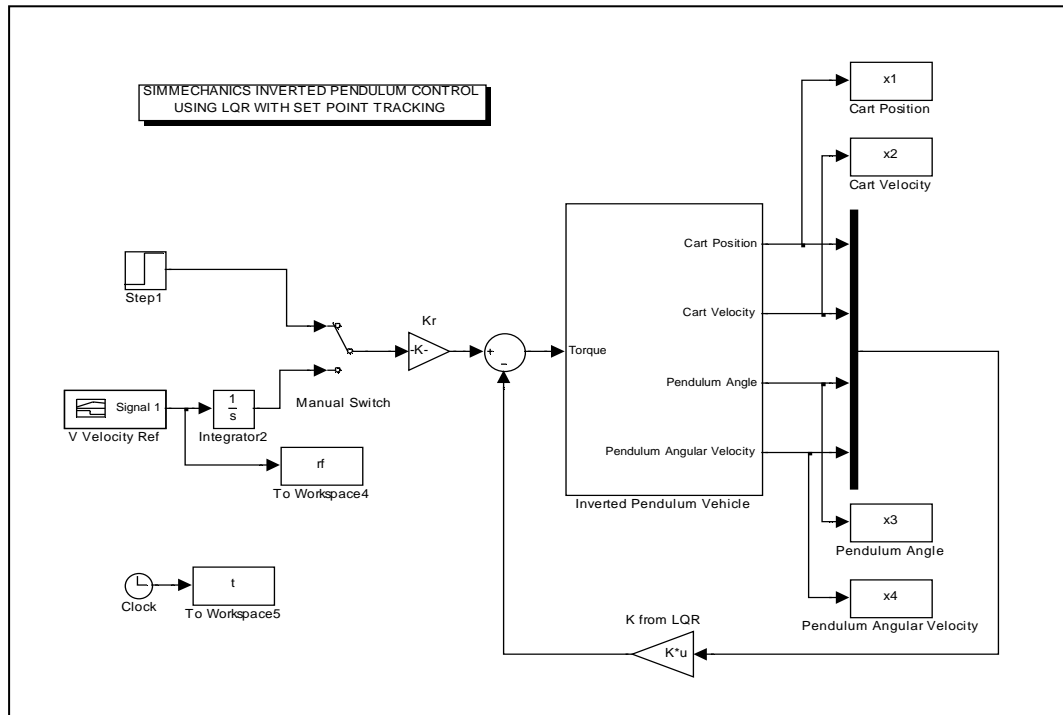 SIMMECHANICS INVERTED PENDULUM CONTROL
USING LQR WITH SET POINT TRACKING
x1
Cart Position
x2
Cart Velocity
Step1
Signal 1
V Velocity Ref
1
s
Integrator2
Manual Switch
Kr
-K-
+
-
rf
To Workspace4
Clock
t
To Workspace5
Torque
Cart Position
Cart Velocity
Pendulum Angle
Pendulum Angular Velocity
Inverted Pendulum Vehicle
x3
Pendulum Angle
x4
Pendulum Angular Velocity
K from LQR
K*u